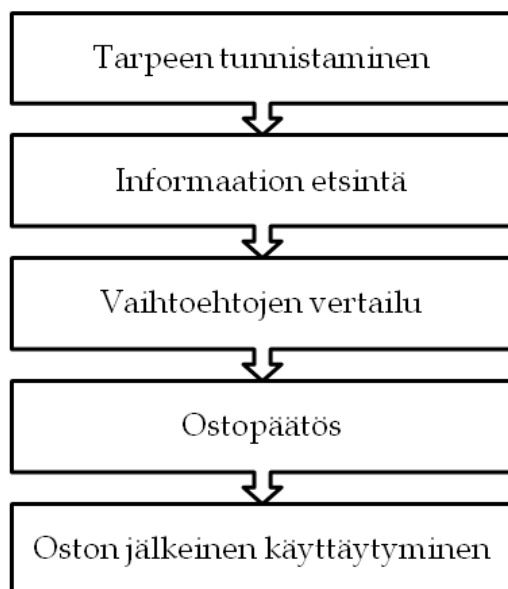 Tarpeen tunnistaminen
Informaation etsintä
Vaihtoehtojen vertailu
Ostopäätös
Oston jälkeinen käyttäytyminen